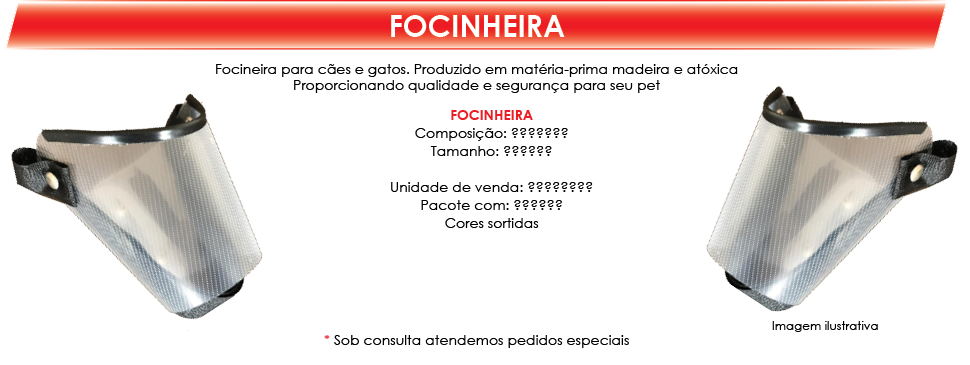 FOCINHEIRA
Focineira para cães e gatos. Produzido em matéria-prima madeira e atóxica
Proporcionando qualidade e segurança para seu pet
FOCINHEIRA
Composição: ???????
Tamanho: ??????
Unidade de venda: ????????
Pacote com: ??????
Cores sortidas
Imagem ilustrativa
* Sob consulta atendemos pedidos especiais